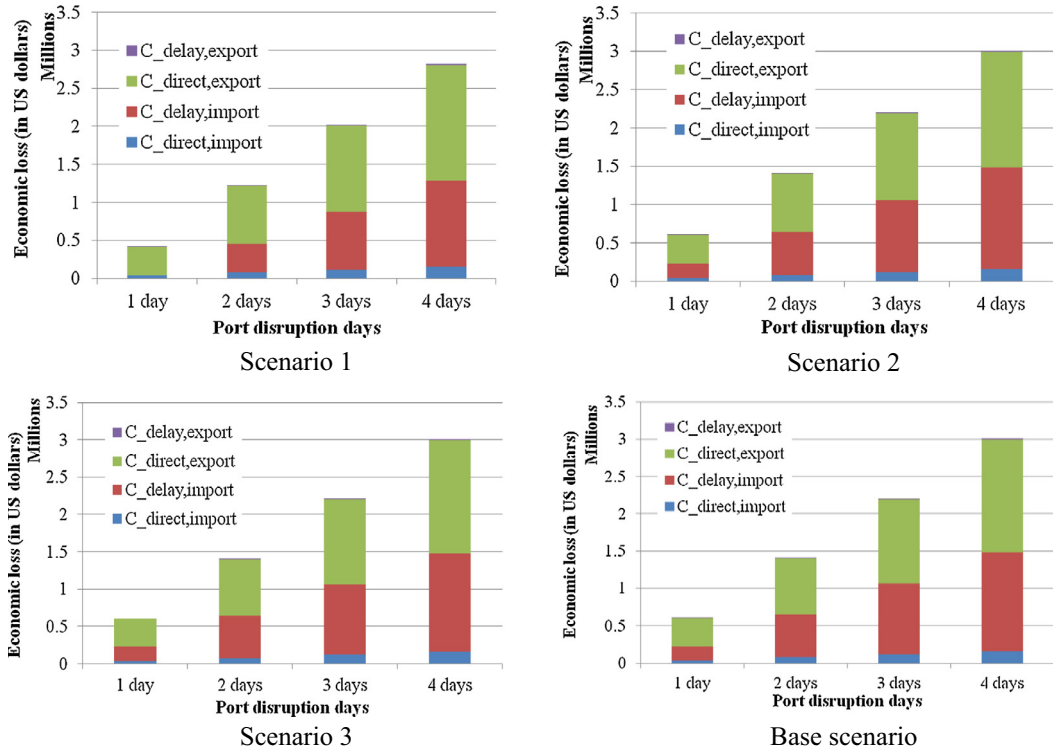 Economic loss (in US dollars)
Millions
3.5
3
2.5
2
1.5
1
0.5
0
C_delay,export
C_direct,export
C_delay,import
C_direct,import
1 day
2 days
3 days
4 days
Port disruption days
Scenario 1
Economic loss (in US dollars)
Millions
3.5
3
2.5
2
1.5
1
0.5
0
C_delay,export
C_direct,export
C_delay,import
C_direct,import
1 day
2 days
3 days
4 days
Port disruption days
Scenario 2
Economic loss (in US dollars)
Millions
3.5
3
2.5
2
1.5
1
0.5
0
C_delay,export
C_direct,export
C_delay,import
C_direct,import
1 day
2 days
3 days
4 days
Port disruption days
Scenario 3
Economic loss (in US dollars)
Millions
3.5
3
2.5
2
1.5
1
0.5
0
C_delay,export
C_direct,export
C_delay,import
C_direct,import
1 day
2 days
3 days
4 days
Port disruption days
Base scenario